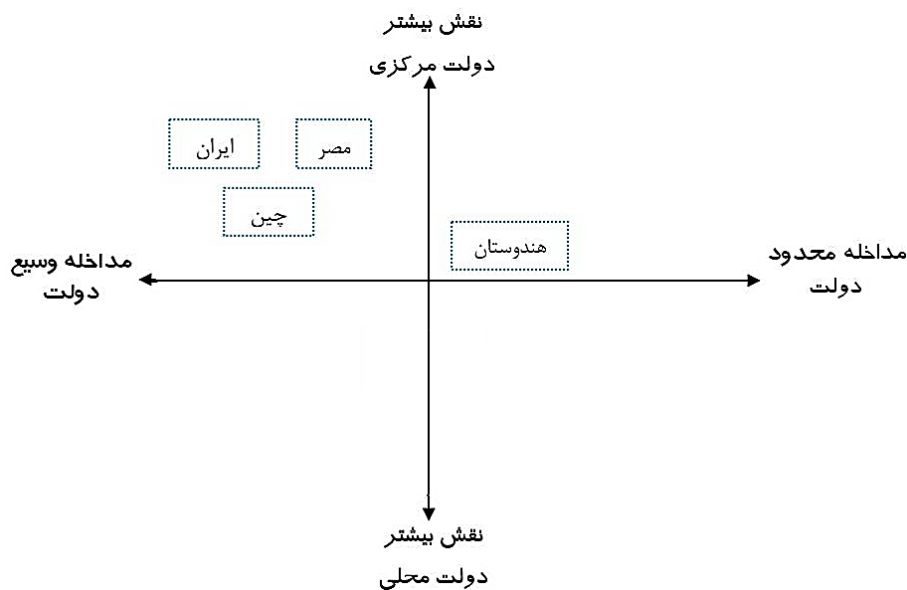 نقش بیشتر
دولت مرکزی
ایران
مصر
چین
هندوستان
مداخله محدود
دولت
مداخله وسیع
دولت
نقش بیشتر
دولت محلی